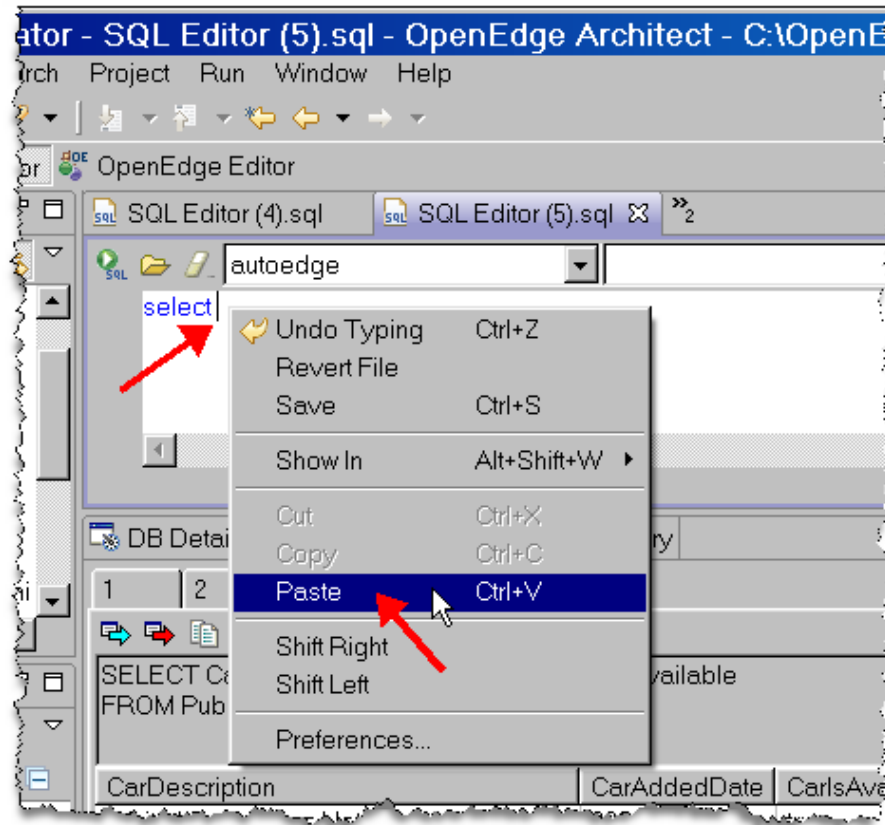 ator - SQL Editor (5).sql - OpenEdge Architect - C:\OpenE
rch Project Run Window Help
or OpenEdge Editor
SQL Editor (4).sql SQL Editor (5).sql »2
SQL autoedge
select
Undo Typing Ctrl+Z
Revert File
Save Ctrl+S
Show In Alt+Shift+W
Cut Ctrl+X
Copy Ctrl+C
Paste Ctrl+V
Shift Right
Shift Left
Preferences...
DB Detai ry
1 2
SELECT Ca vailable
FROM Pub
CarDescription CarAddedDate CarIsAva